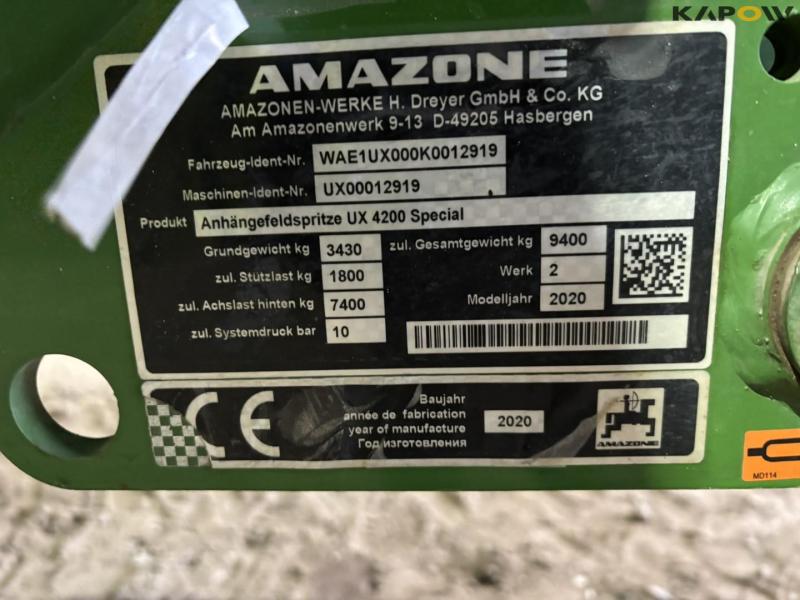 KAPOW
AMAZONE
AMAZONEN-WERKE H. Dreyer GmbH & Co. KG
Am Amazonenwerk 9-13 D-49205 Hasbergen
Fahrzeug-Ident-Nr. WAE1UX000K0012919
Maschinen-Ident-Nr. UX00012919
Produkt Anhängefeldspritze UX 4200 Special
Grundgewicht kg 3430 zul. Gesamtgewicht kg 9400
zul. Stützlast kg 1800 Werk 2
zul. Achslast hinten kg 7400 Modelljahr 2020
zul. Systemdruck bar 10
CE
Baujahr
année de fabrication
year of manufacture
Год изготовления
2020
AMAZONE
MD114